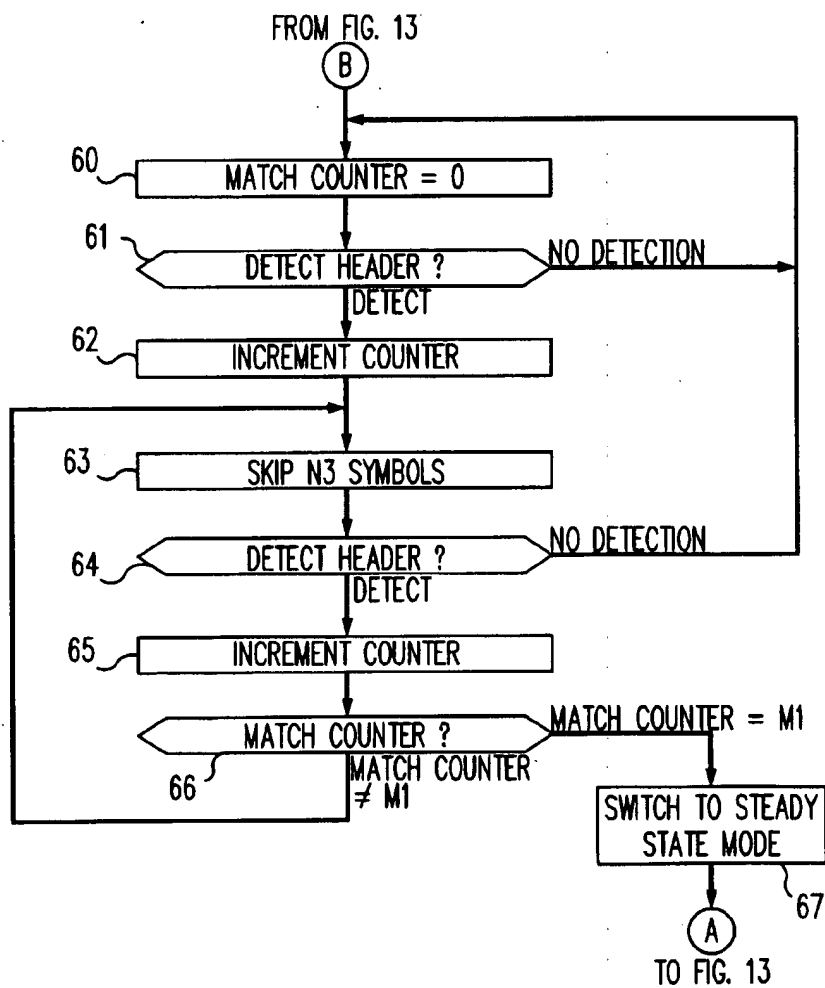 FROM FIG. 13
B
60
MATCH COUNTER = 0
61
DETECT HEADER ?
NO DETECTION
DETECT
62
INCREMENT COUNTER
63
SKIP N3 SYMBOLS
64
DETECT HEADER ?
NO DETECTION
DETECT
65
INCREMENT COUNTER
66
MATCH COUNTER ?
MATCH COUNTER = M1
MATCH COUNTER
≠ M1
SWITCH TO STEADY
STATE MODE
67
A
TO FIG. 13